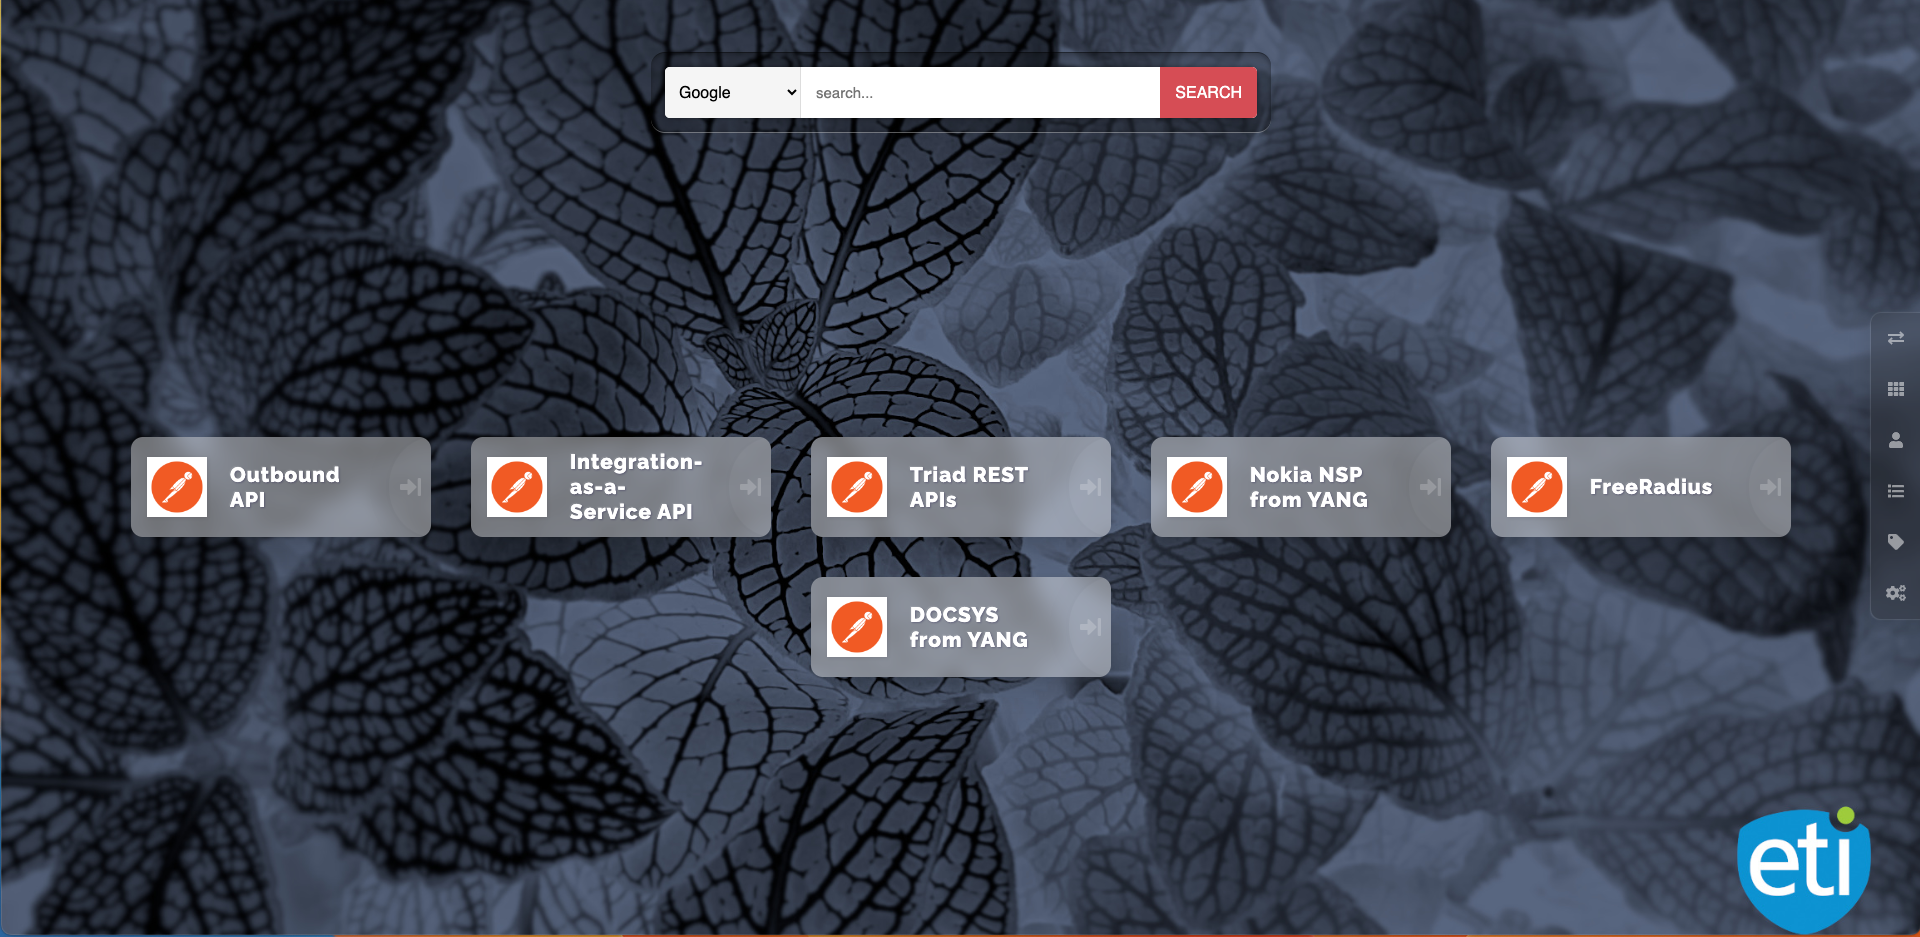 Google
search...
SEARCH
Outbound
API
Integration-
as-a-
Service API
Triad REST
APIs
Nokia NSP
from YANG
FreeRadius
DOCSYS
from YANG
eti